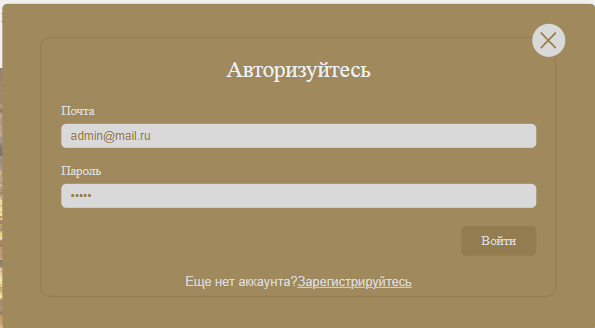 Авторизуйтесь
Почта
admin@mail.ru
Пароль
•••••
Войти
Еще нет аккаунта?Зарегистрируйтесь